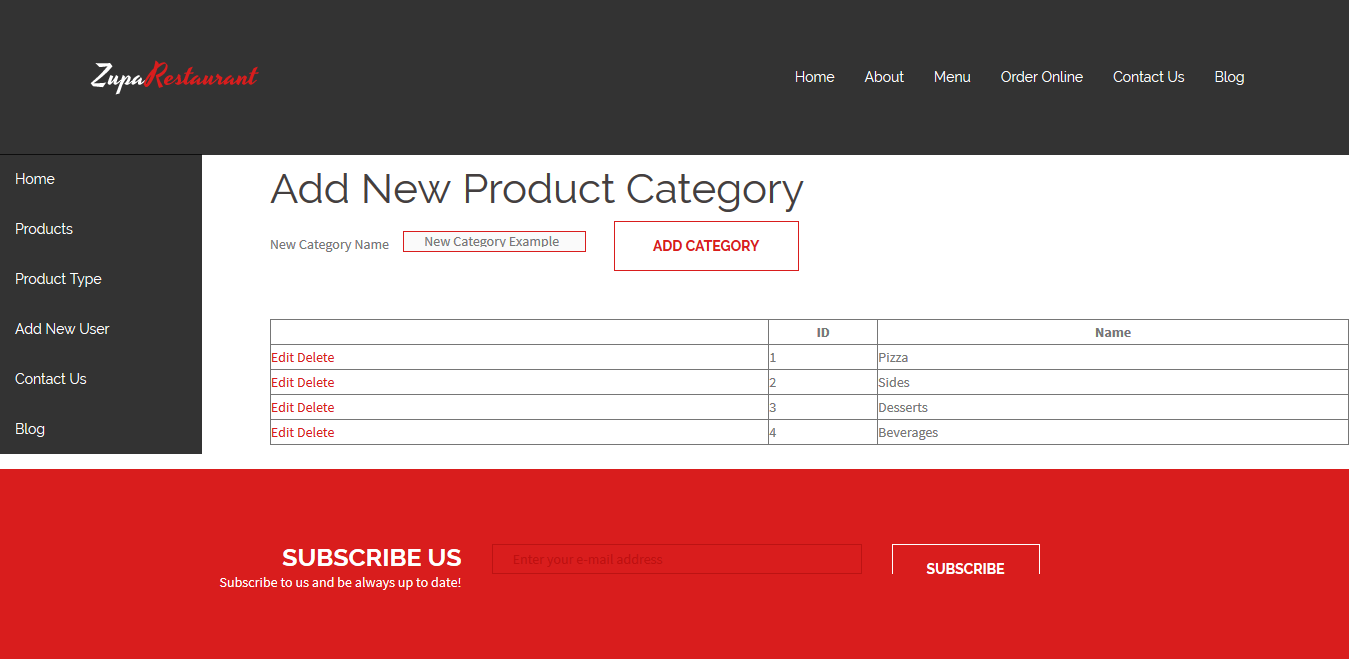 ZupaRestaurant
Home About Menu Order Online Contact Us Blog
Home
Products
Product Type
Add New User
Contact Us
Blog
Add New Product Category
New Category Name New Category Example ADD CATEGORY
ID Name
Edit Delete 1 Pizza
Edit Delete 2 Sides
Edit Delete 3 Desserts
Edit Delete 4 Beverages
SUBSCRIBE US
Subscribe to us and be always up to date!
Enter your e-mail address
SUBSCRIBE